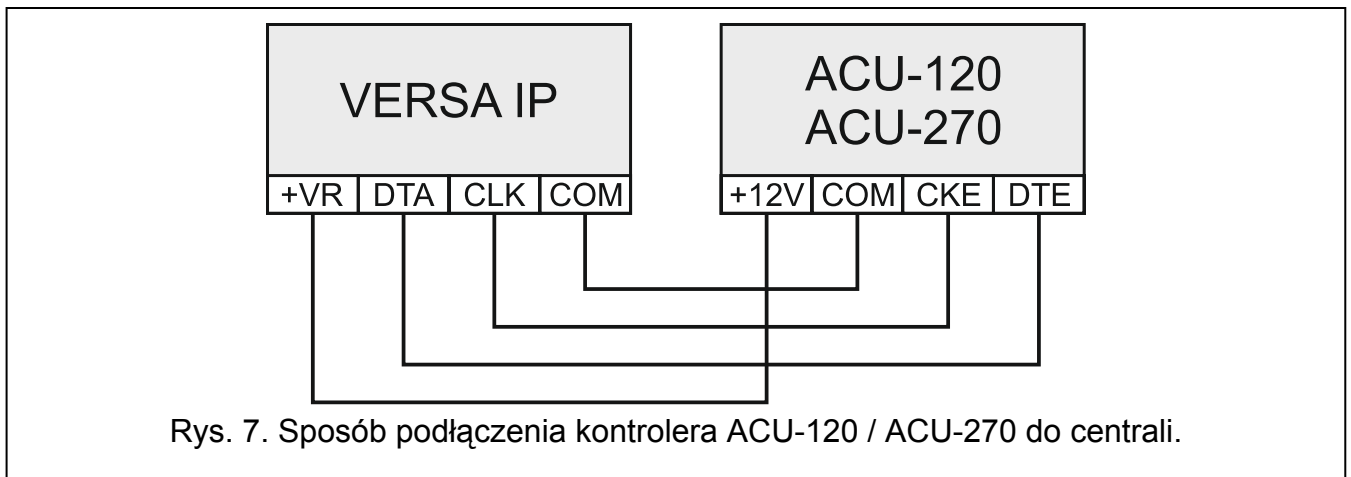 VERSA IP
+VR DTA CLK COM
ACU-120
ACU-270
+12V COM CKE DTE
Rys. 7. Sposób podłączenia kontrolera ACU-120 / ACU-270 do centrali.